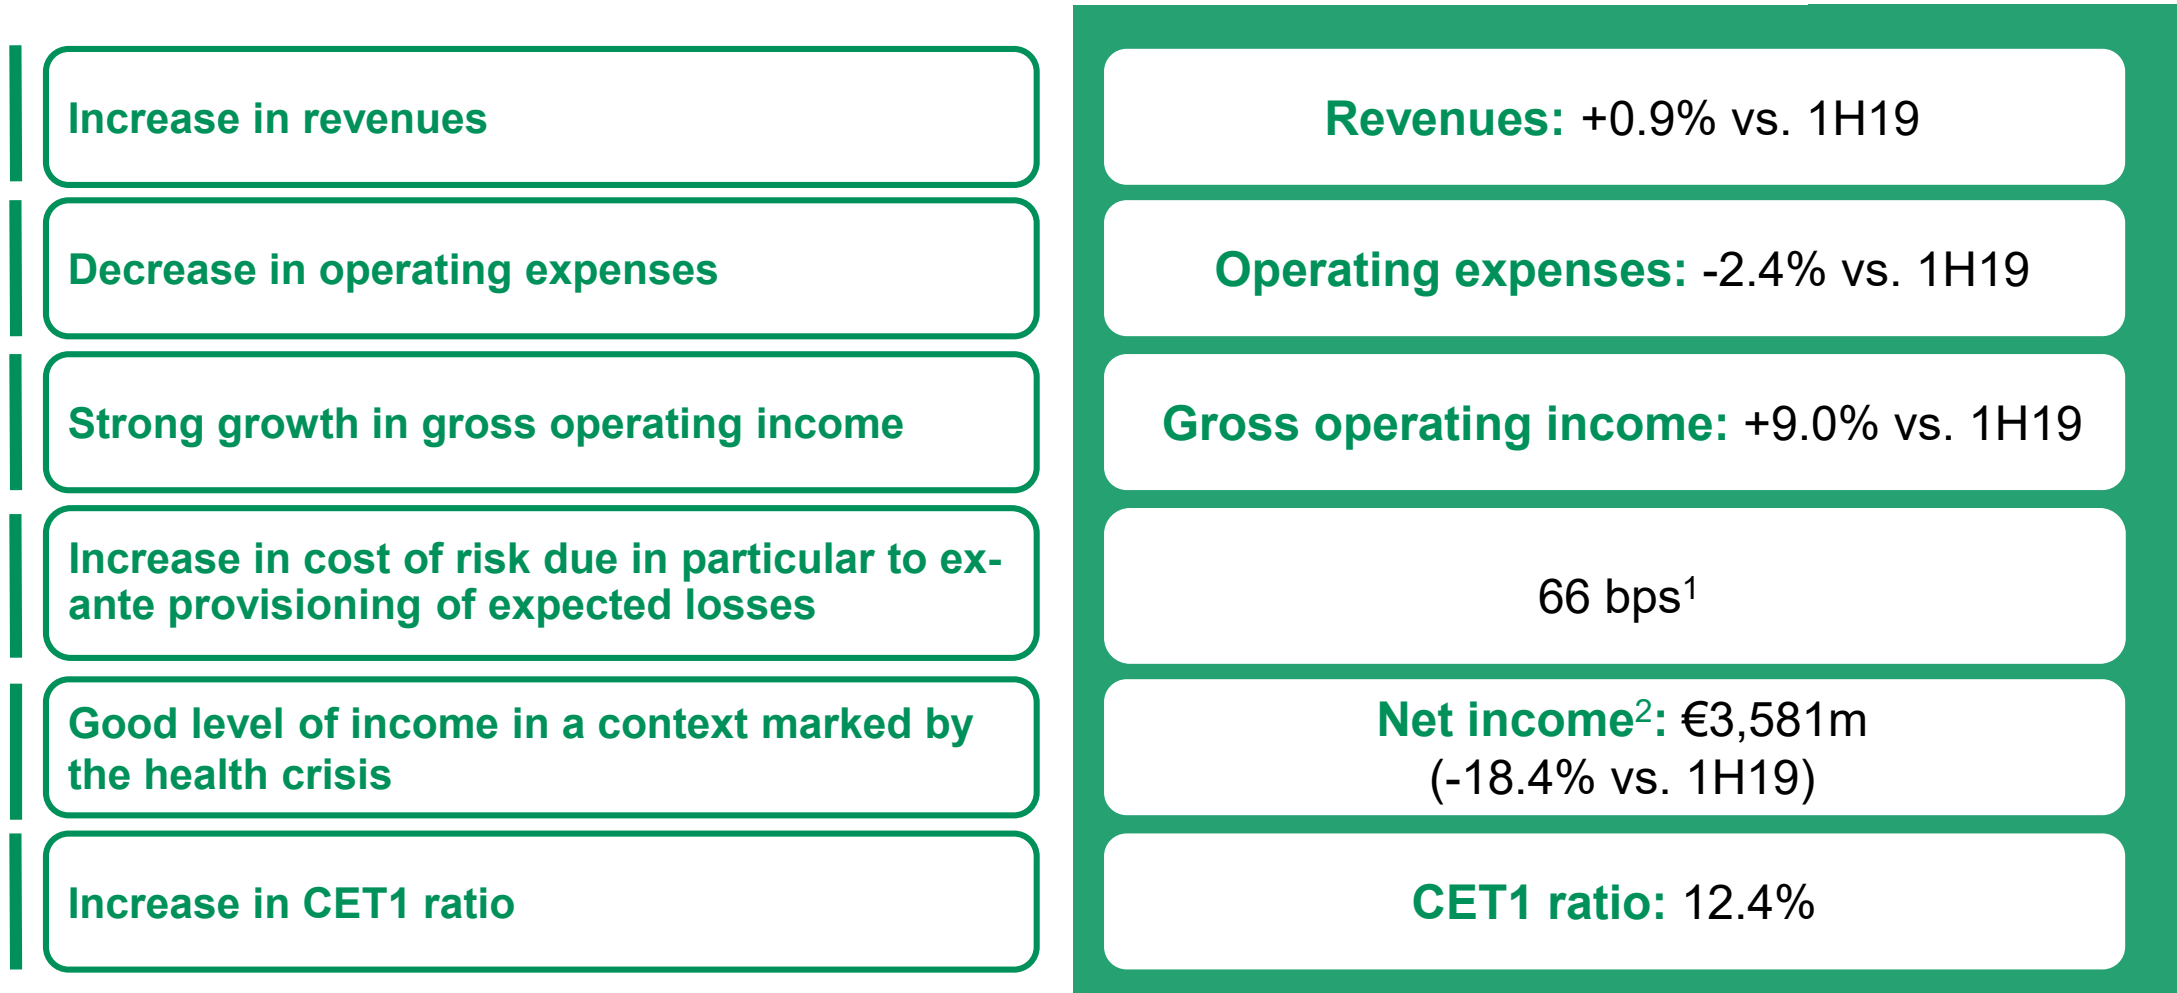 Increase in revenues
Revenues: +0.9% vs. 1H19
Decrease in operating expenses
Operating expenses: -2.4% vs. 1H19
Strong growth in gross operating income
Gross operating income: +9.0% vs. 1H19
Increase in cost of risk due in particular to ex-
ante provisioning of expected losses
66 bps¹
Good level of income in a context marked by
the health crisis
Net income²: €3,581m
(-18.4% vs. 1H19)
Increase in CET1 ratio
CET1 ratio: 12.4%